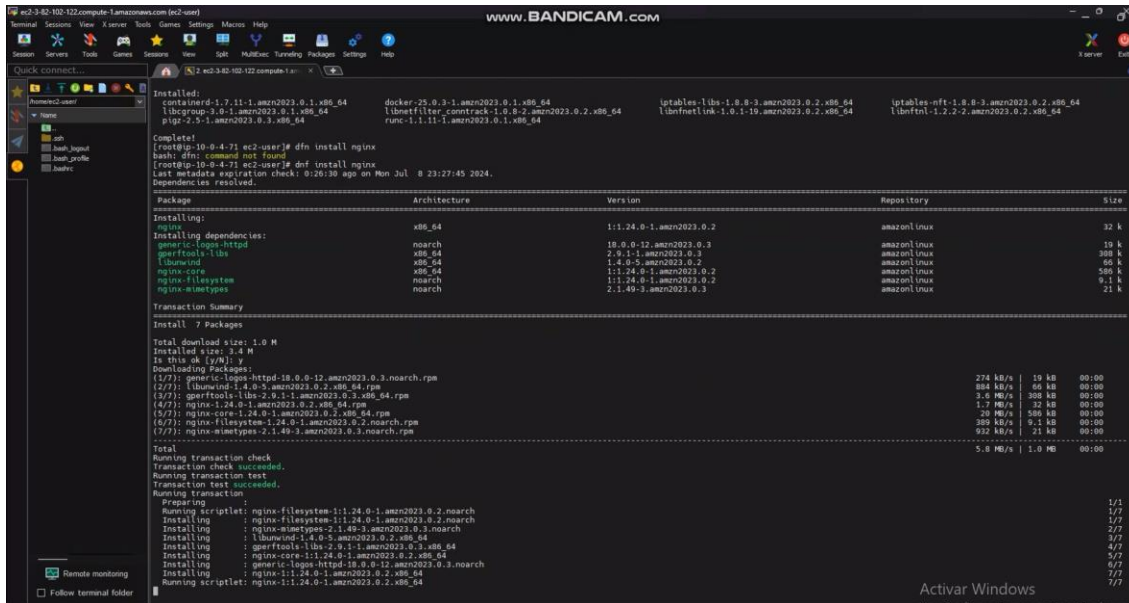 ec2-3-82-102-122.compute-1.amazonaws.com (ec2-user)
www.BANDICAM.com
Terminal Sessions View X server Tools Games Settings Macros Help
Session Servers Tools Games Sessions View Split MultiExec Tunneling Packages Settings Help X server Exit
Quick connect...
2. ec2-3-82-102-122.compute-1.am
/home/ec2-user/
Name
..
.ssh
.bash_logout
.bash_profile
.bashrc
Installed:
containerd-1.7.11-1.amzn2023.0.1.x86_64 docker-25.0.3-1.amzn2023.0.1.x86_64 iptables-libs-1.8.8-3.amzn2023.0.2.x86_64 iptables-nft-1.8.8-3.amzn2023.0.2.x86_64
libcgroup-3.0-1.amzn2023.0.1.x86_64 libnetfilter_conntrack-1.0.8-2.amzn2023.0.2.x86_64 libnfnetlink-1.0.1-19.amzn2023.0.2.x86_64 libnftnl-1.2.2-2.amzn2023.0.2.x86_64
pigz-2.5-1.amzn2023.0.3.x86_64 runc-1.1.11-1.amzn2023.0.1.x86_64
Complete!
[root@ip-10-0-4-71 ec2-user]# dfn install nginx
bash: dfn: command not found
[root@ip-10-0-4-71 ec2-user]# dnf install nginx
Last metadata expiration check: 0:26:30 ago on Mon Jul 8 23:27:45 2024.
Dependencies resolved.
Package Architecture Version Repository Size
Installing:
nginx x86_64 1:1.24.0-1.amzn2023.0.2 amazonlinux 32 k
Installing dependencies:
generic-logos-httpd noarch 18.0.0-12.amzn2023.0.3 amazonlinux 19 k
gperftools-libs x86_64 2.9.1-1.amzn2023.0.3 amazonlinux 308 k
libunwind x86_64 1.4.0-5.amzn2023.0.2 amazonlinux 66 k
nginx-core x86_64 1:1.24.0-1.amzn2023.0.2 amazonlinux 586 k
nginx-filesystem noarch 1:1.24.0-1.amzn2023.0.2 amazonlinux 9.1 k
nginx-mimetypes noarch 2.1.49-3.amzn2023.0.3 amazonlinux 21 k
Transaction Summary
Install 7 Packages
Total download size: 1.0 M
Installed size: 3.4 M
Is this ok [y/N]: y
Downloading Packages:
(1/7): generic-logos-httpd-18.0.0-12.amzn2023.0.3.noarch.rpm 274 kB/s | 19 kB 00:00
(2/7): libunwind-1.4.0-5.amzn2023.0.2.x86_64.rpm 884 kB/s | 66 kB 00:00
(3/7): gperftools-libs-2.9.1-1.amzn2023.0.3.x86_64.rpm 3.6 MB/s | 308 kB 00:00
(4/7): nginx-1.24.0-1.amzn2023.0.2.x86_64.rpm 1.7 MB/s | 32 kB 00:00
(5/7): nginx-core-1.24.0-1.amzn2023.0.2.x86_64.rpm 20 MB/s | 586 kB 00:00
(6/7): nginx-filesystem-1.24.0-1.amzn2023.0.2.noarch.rpm 389 kB/s | 9.1 kB 00:00
(7/7): nginx-mimetypes-2.1.49-3.amzn2023.0.3.noarch.rpm 932 kB/s | 21 kB 00:00
Total 5.8 MB/s | 1.0 MB 00:00
Running transaction check
Transaction check succeeded.
Running transaction test
Transaction test succeeded.
Running transaction
Preparing : 1/1
Running scriptlet: nginx-filesystem-1:1.24.0-1.amzn2023.0.2.noarch 1/7
Installing : nginx-filesystem-1:1.24.0-1.amzn2023.0.2.noarch 1/7
Installing : nginx-mimetypes-2.1.49-3.amzn2023.0.3.noarch 2/7
Installing : libunwind-1.4.0-5.amzn2023.0.2.x86_64 3/7
Installing : gperftools-libs-2.9.1-1.amzn2023.0.3.x86_64 4/7
Installing : nginx-core-1:1.24.0-1.amzn2023.0.2.x86_64 5/7
Installing : generic-logos-httpd-18.0.0-12.amzn2023.0.3.noarch 6/7
Installing : nginx-1:1.24.0-1.amzn2023.0.2.x86_64 7/7
Running scriptlet: nginx-1:1.24.0-1.amzn2023.0.2.x86_64 7/7
Remote monitoring
Follow terminal folder
Activar Windows